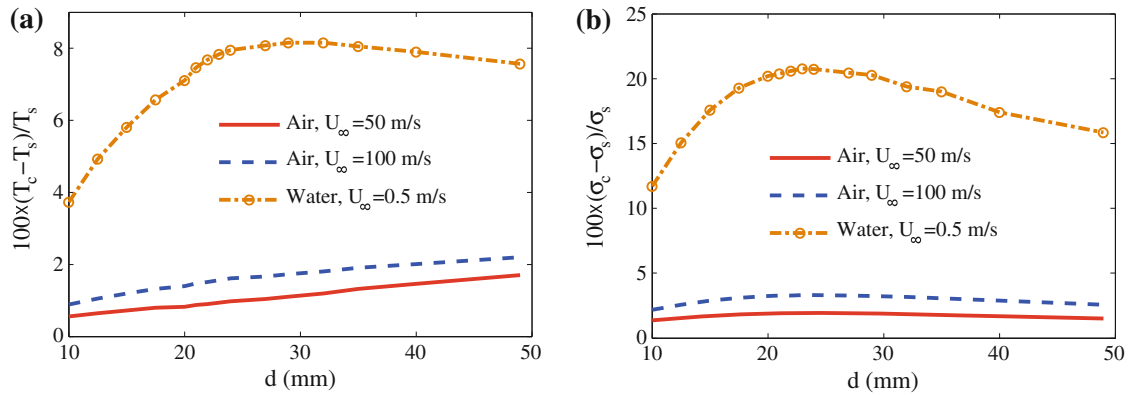 (a)
100x(T_c−T_s)/T_s
8
6
4
2
0
Air, U_∞=50 m/s
Air, U_∞=100 m/s
Water, U_∞=0.5 m/s
10 20 30 40 50
d (mm)
(b)
100x(σ_c−σ_s)/σ_s
25
20
15
10
5
0
Air, U_∞=50 m/s
Air, U_∞=100 m/s
Water, U_∞=0.5 m/s
10 20 30 40 50
d (mm)